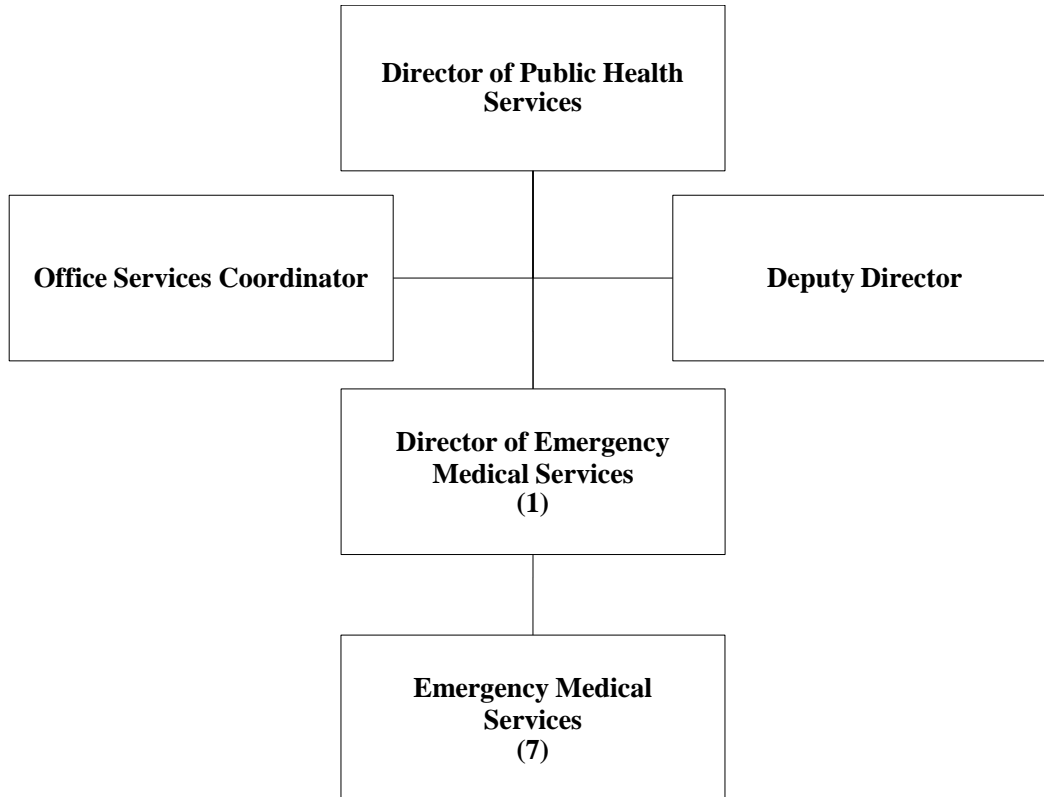 Director of Public Health
Services
Office Services Coordinator
Deputy Director
Director of Emergency
Medical Services
(1)
Emergency Medical
Services
(7)